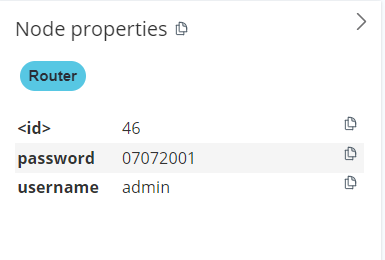 Node properties
Router
<id> 46
password 07072001
username admin